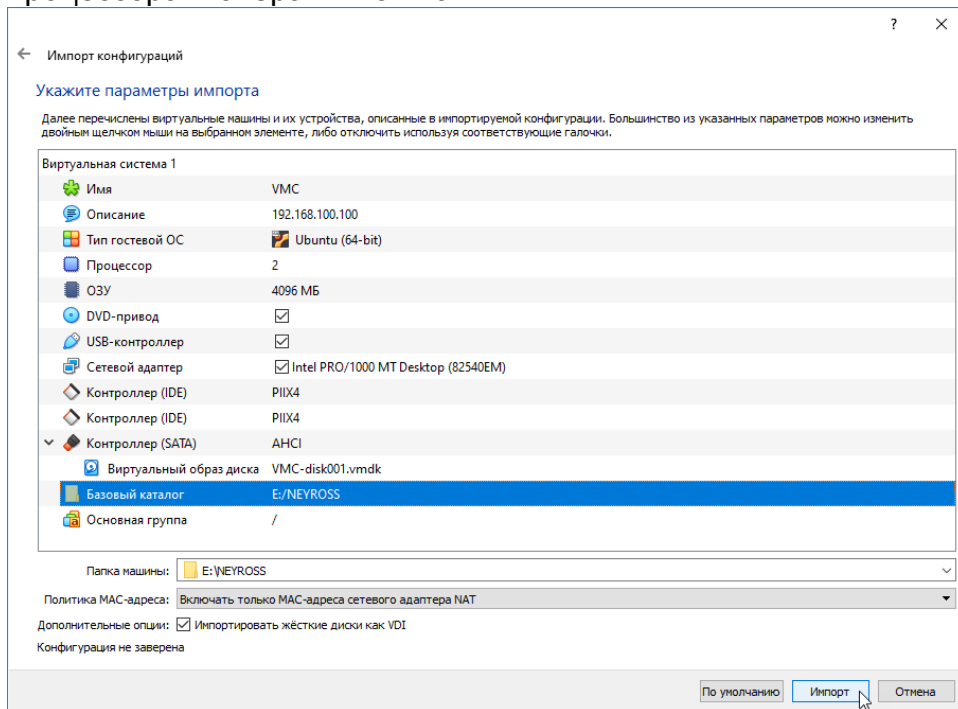 ?
Импорт конфигураций
Укажите параметры импорта
Далее перечислены виртуальные машины и их устройства, описанные в импортируемой конфигурации. Большинство из указанных параметров можно изменить
двойным щелчком мыши на выбранном элементе, либо отключить используя соответствующие галочки.
Виртуальная система 1
Имя VMC
Описание 192.168.100.100
Тип гостевой ОС Ubuntu (64-bit)
Процессор 2
ОЗУ 4096 МБ
DVD-привод
USB-контроллер
Сетевой адаптер Intel PRO/1000 MT Desktop (82540EM)
Контроллер (IDE) PIIX4
Контроллер (IDE) PIIX4
Контроллер (SATA) AHCI
Виртуальный образ диска VMC-disk001.vmdk
Базовый каталог E:/NEYROSS
Основная группа /
Папка машины: E:\NEYROSS
Политика MAC-адреса: Включать только MAC-адреса сетевого адаптера NAT
Дополнительные опции: Импортировать жёсткие диски как VDI
Конфигурация не заверена
По умолчанию Импорт Отмена